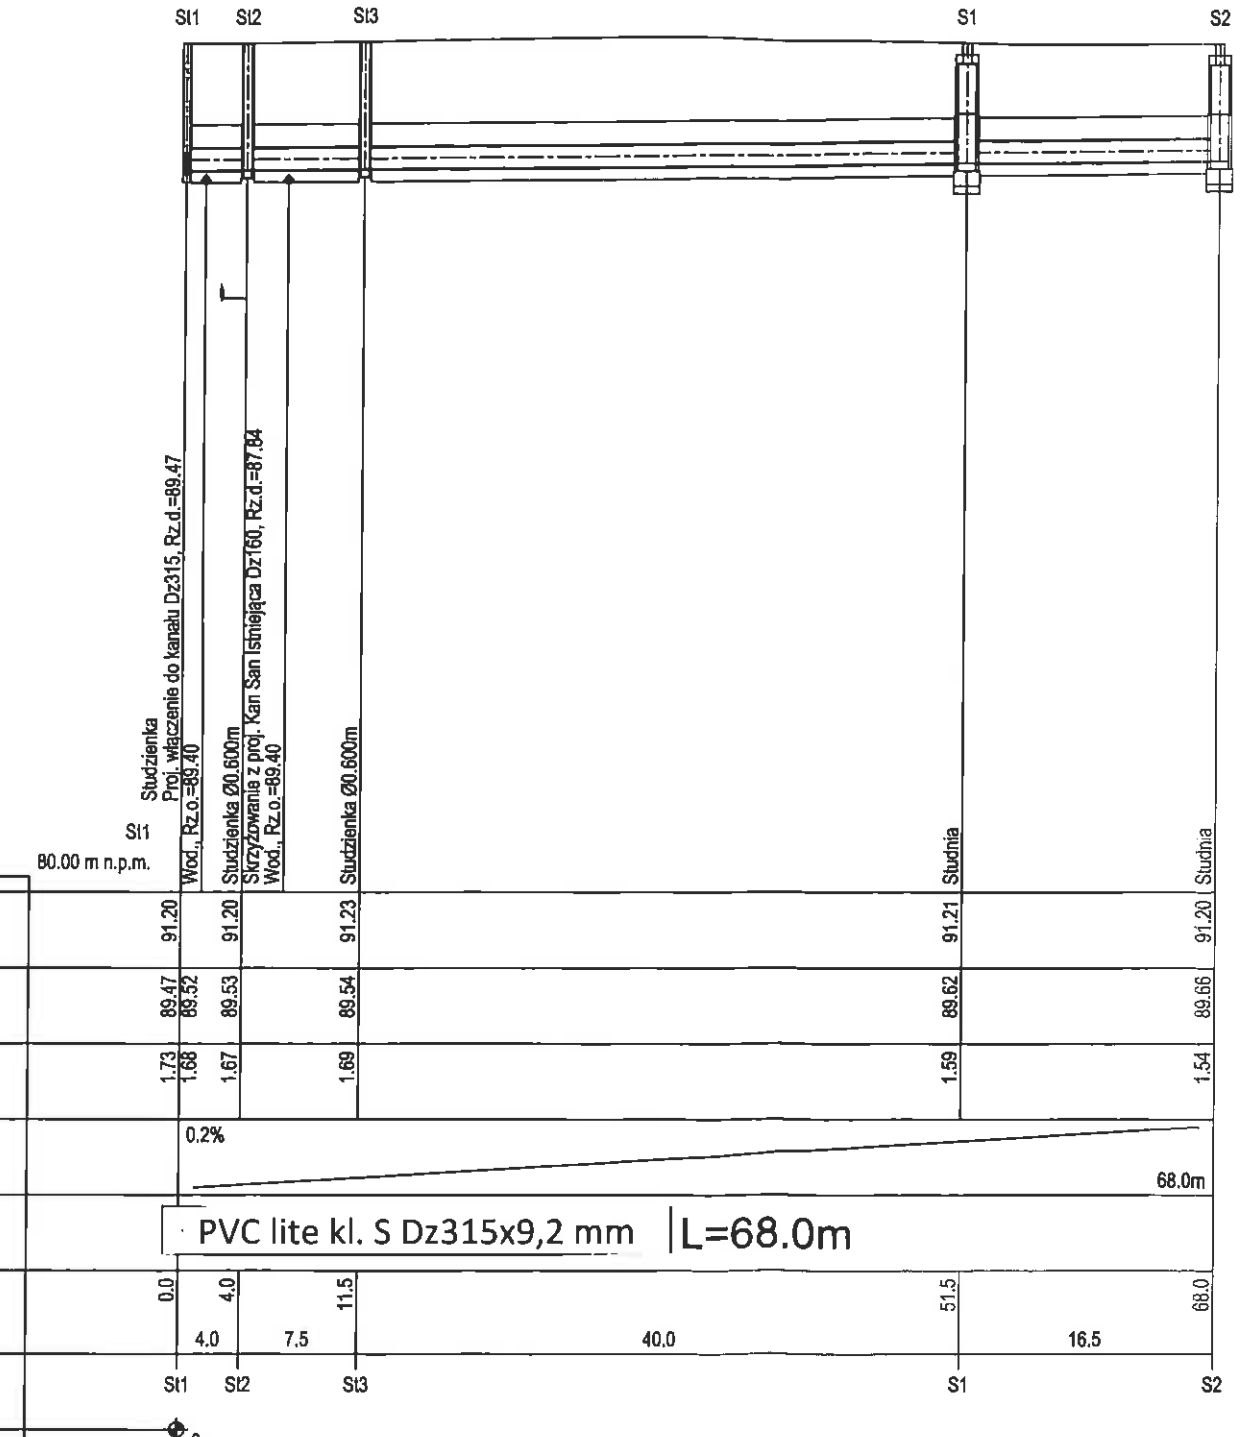 St1 St2 St3 S1 S2
Studzienka
Proj. włączenie do kanału Dz315, Rz.d.=89.47
Wod., Rz.o.=89.40
Studzienka Ø0.600m
Skrzyżowanie z proj. Kan San Istniejąca Dz160, Rz.d.=87.84
Wod., Rz.o.=89.40
Studzienka Ø0.600m
Studnia
Studnia
St1
80.00 m n.p.m.
91.20 91.20 91.23 91.21 91.20
89.47 89.52 89.53 89.54 89.62 89.66
1.73 1.68 1.67 1.69 1.59 1.54
0,2%
68.0m
PVC lite kl. S Dz315x9,2 mm L=68.0m
0.0 4.0 11.5 51.5 68.0
4.0 7.5 40.0 16.5
St1 St2 St3 S1 S2